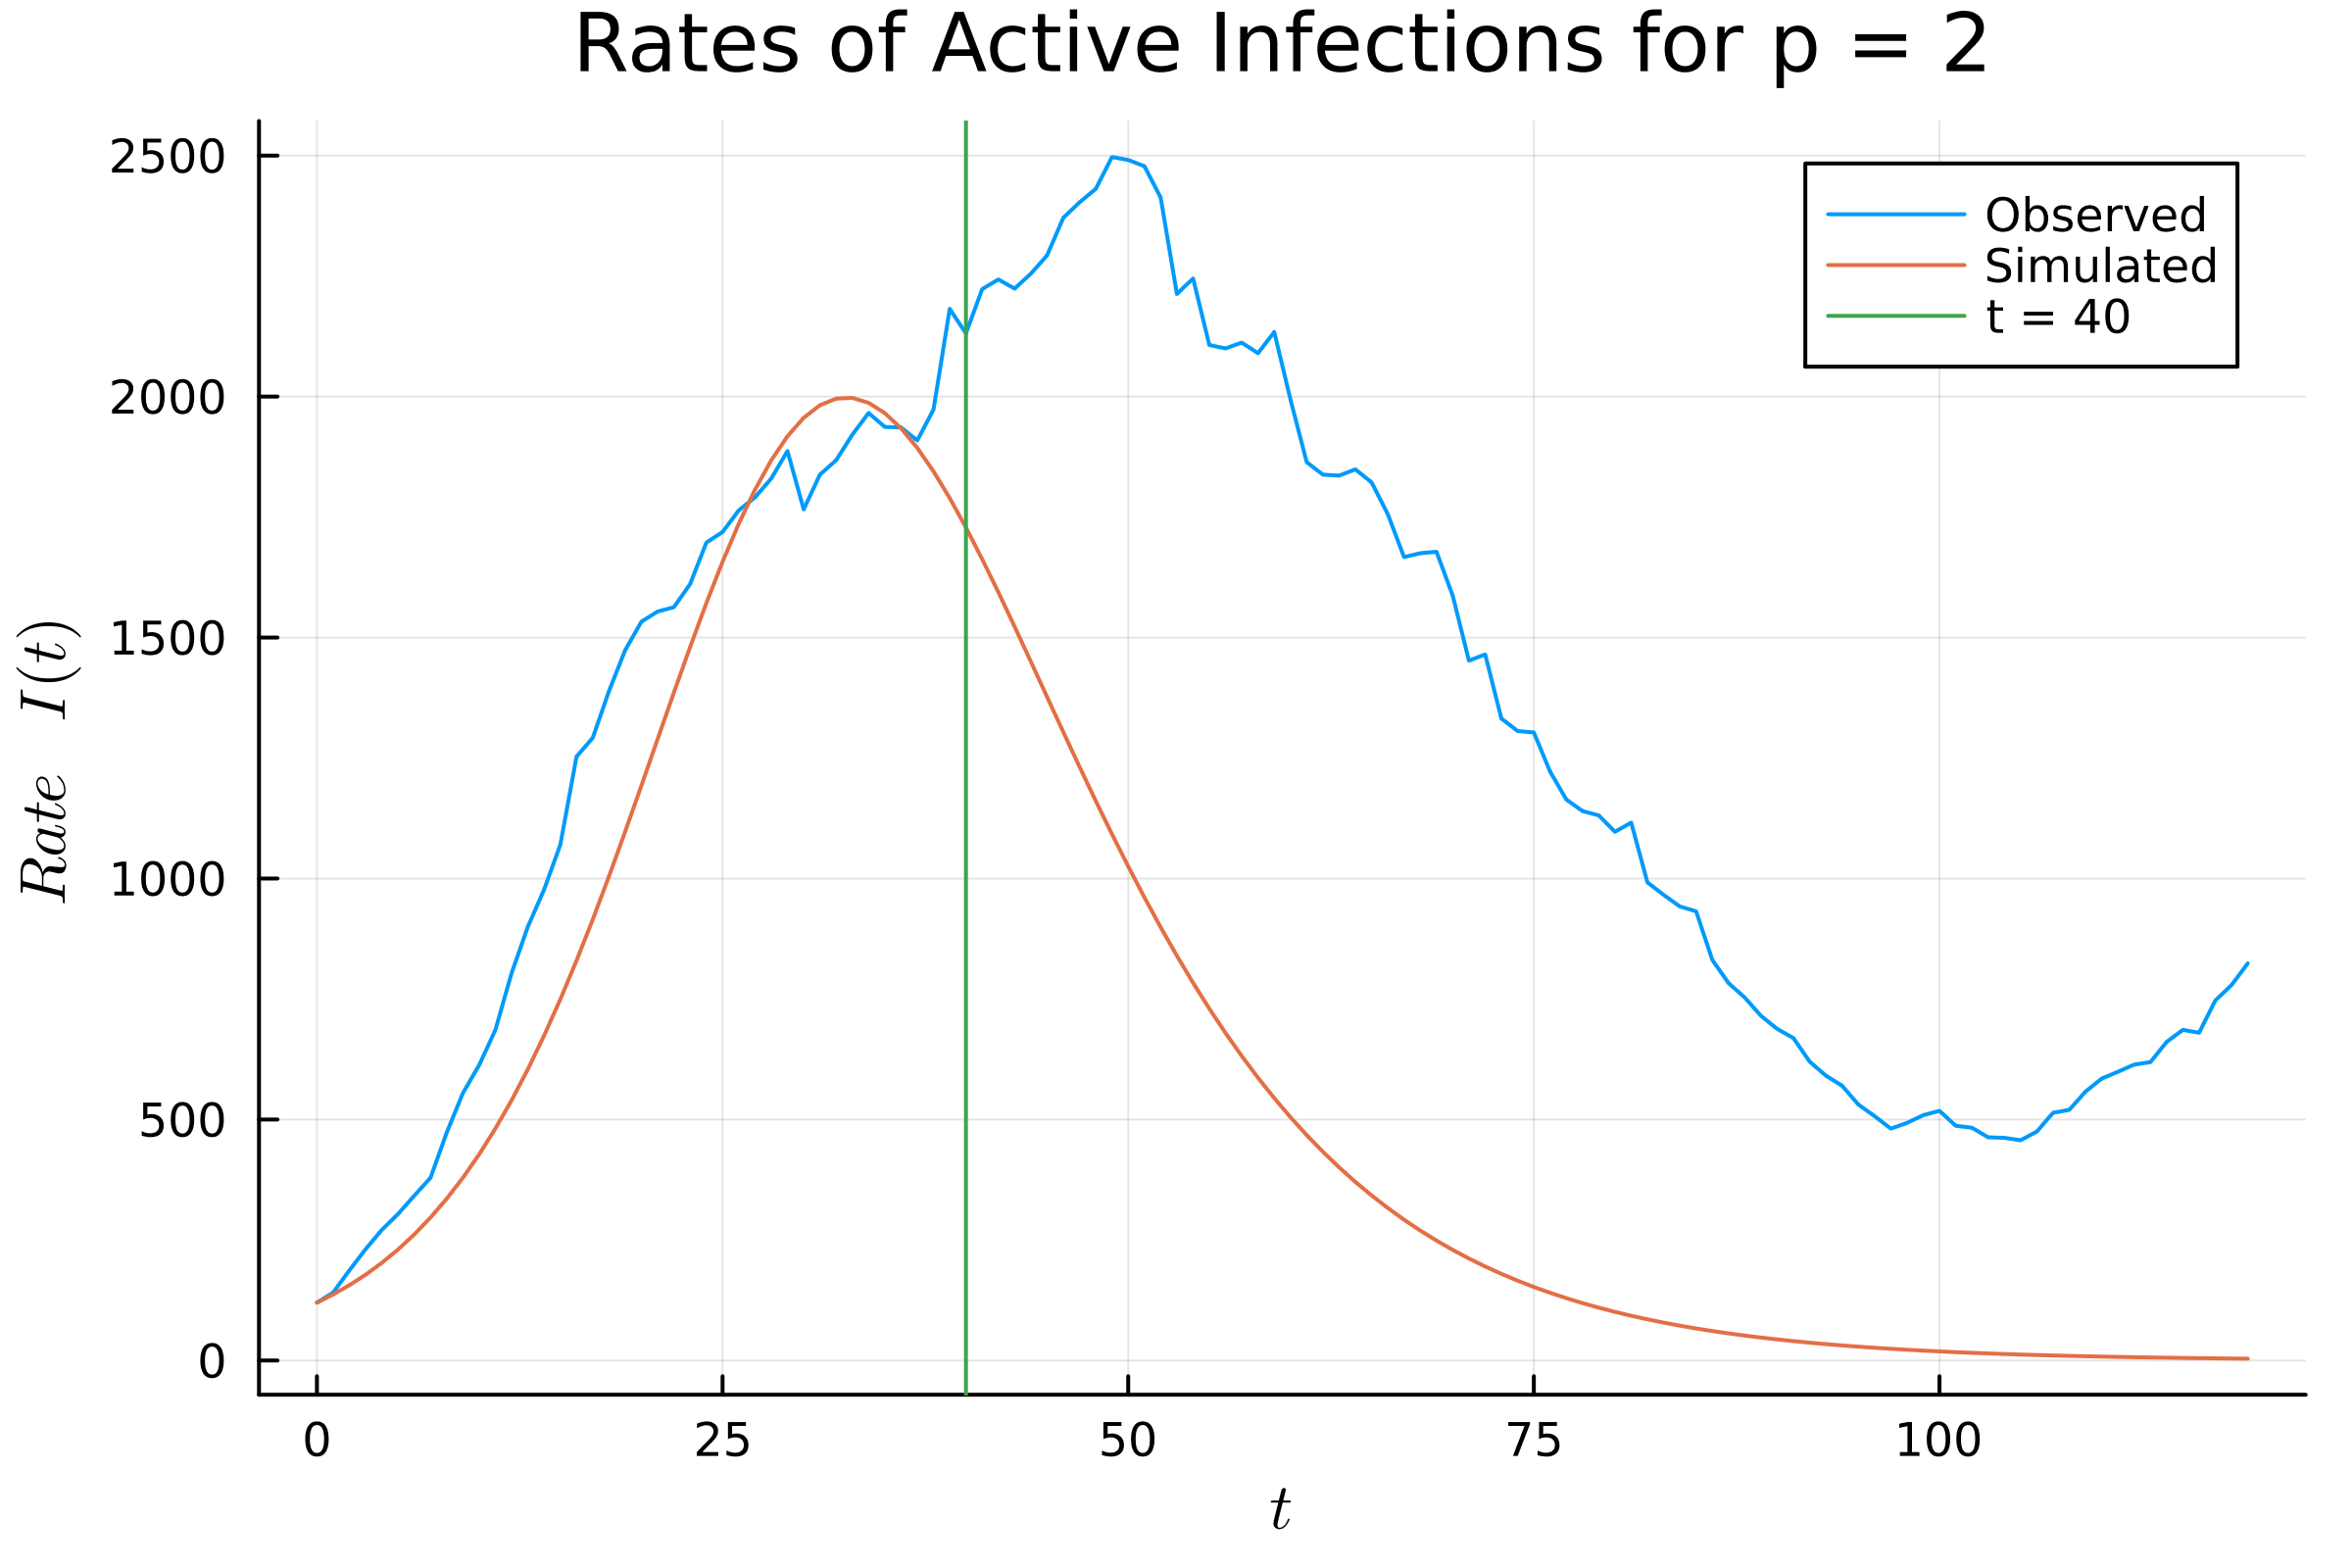 Rates of Active Infections for p = 2
2500
2000
1500
1000
500
0
Rate I(t)
0 25 50 75 100
t
Observed
Simulated
t = 40